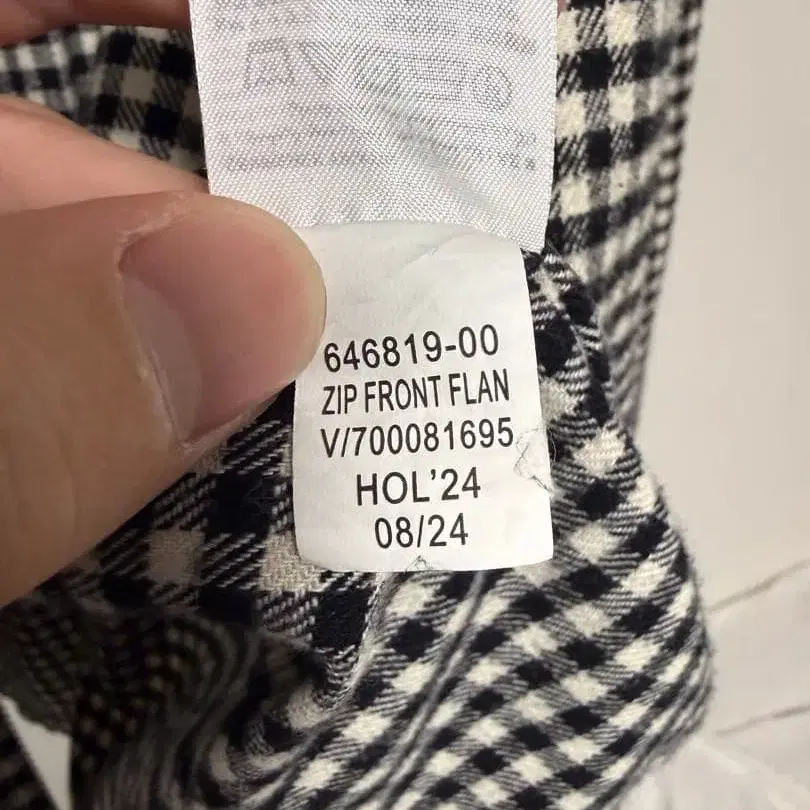 646819-00
ZIP FRONT FLAN
V/700081695
HOL'24
08/24